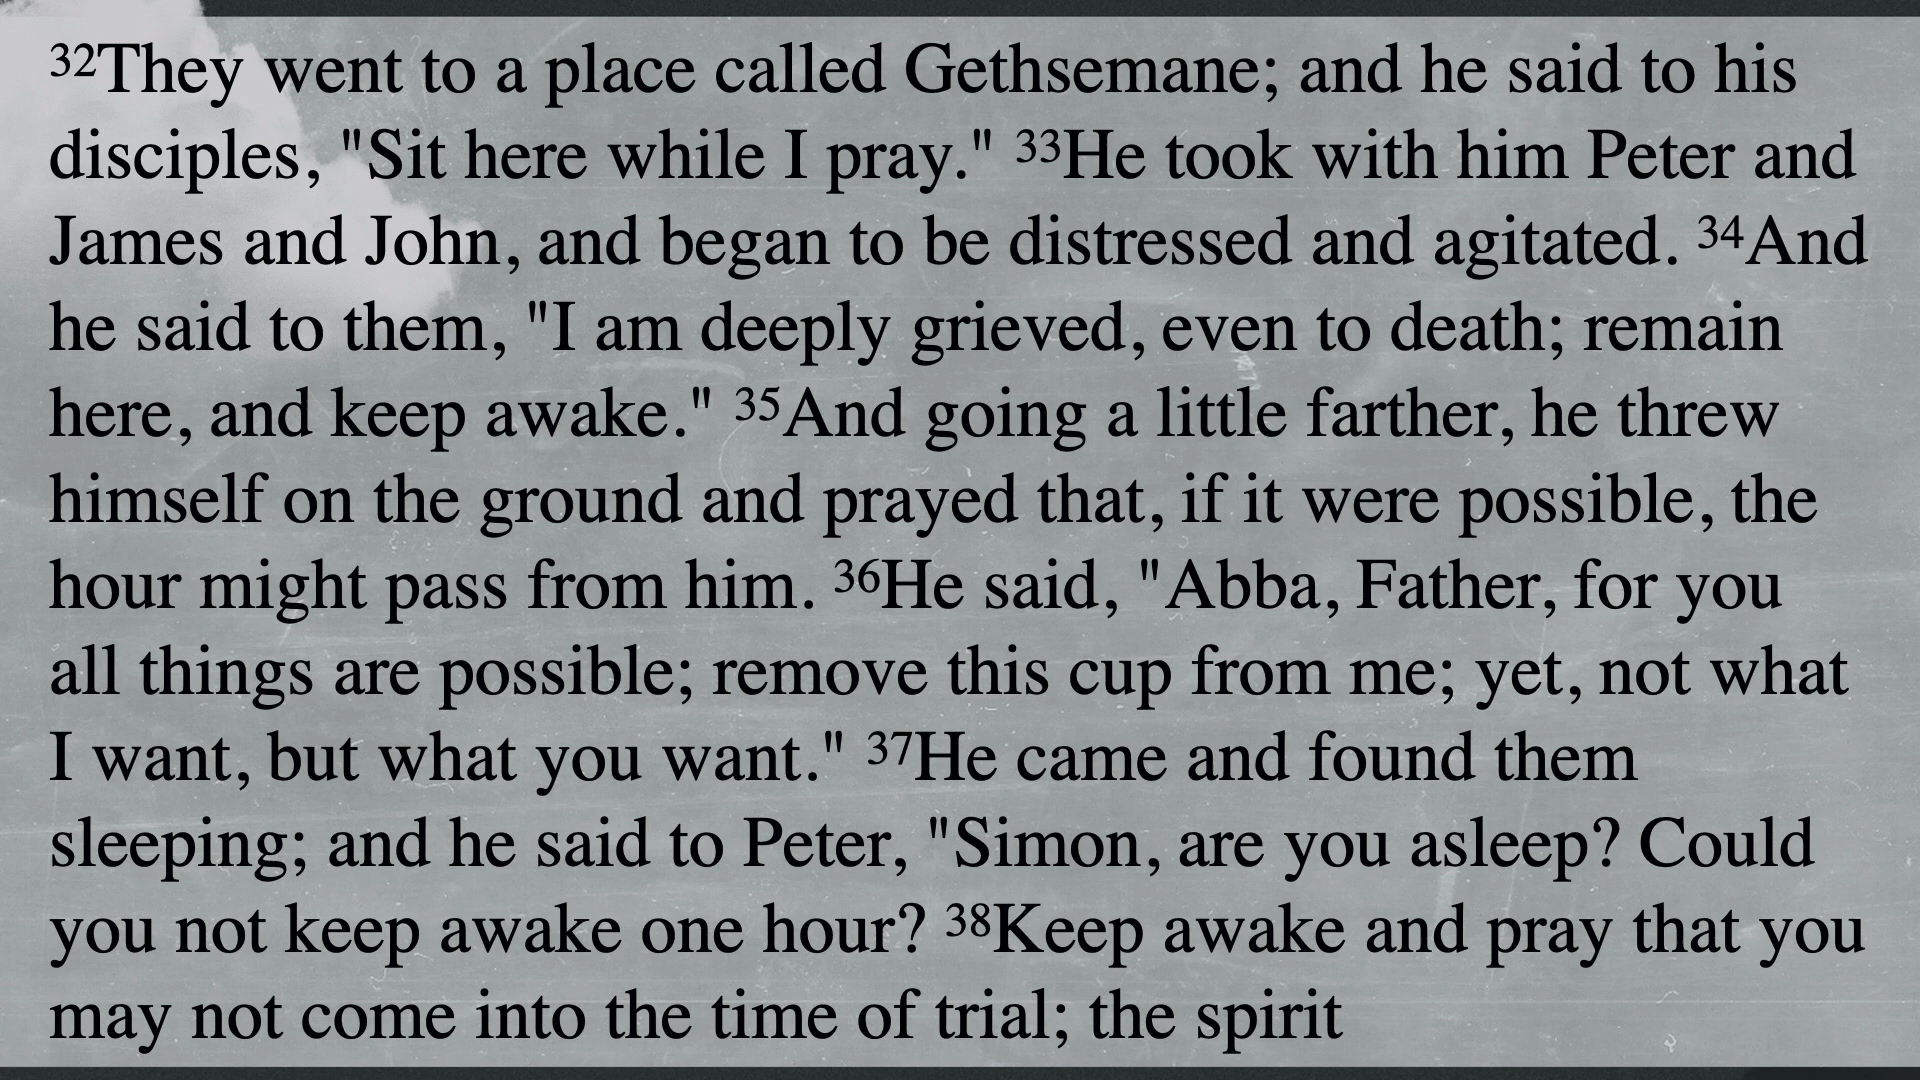 32They went to a place called Gethsemane; and he said to his
disciples, "Sit here while I pray." 33He took with him Peter and
James and John, and began to be distressed and agitated. 34And
he said to them, "I am deeply grieved, even to death; remain
here, and keep awake." 35And going a little farther, he threw
himself on the ground and prayed that, if it were possible, the
hour might pass from him. 36He said, "Abba, Father, for you
all things are possible; remove this cup from me; yet, not what
I want, but what you want." 37He came and found them
sleeping; and he said to Peter, "Simon, are you asleep? Could
you not keep awake one hour? 38Keep awake and pray that you
may not come into the time of trial; the spirit